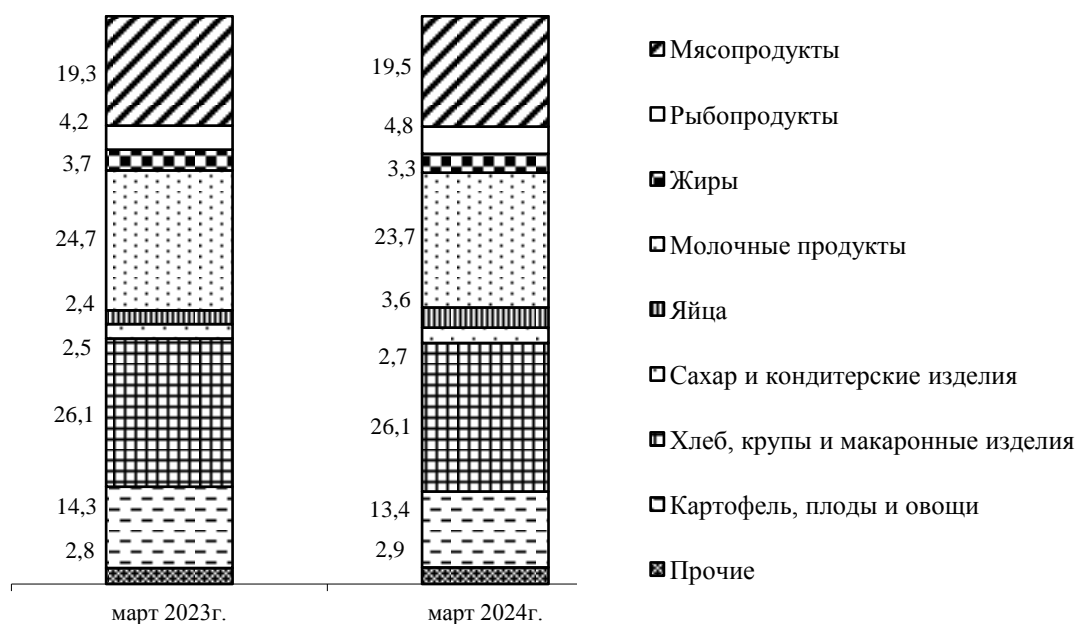 19,3
4,2
3,7
24,7
2,4
2,5
26,1
14,3
2,8
март 2023г.
19,5
4,8
3,3
23,7
3,6
2,7
26,1
13,4
2,9
март 2024г.
Мясопродукты
Рыбопродукты
Жиры
Молочные продукты
Яйца
Сахар и кондитерские изделия
Хлеб, крупы и макаронные изделия
Картофель, плоды и овощи
Прочие